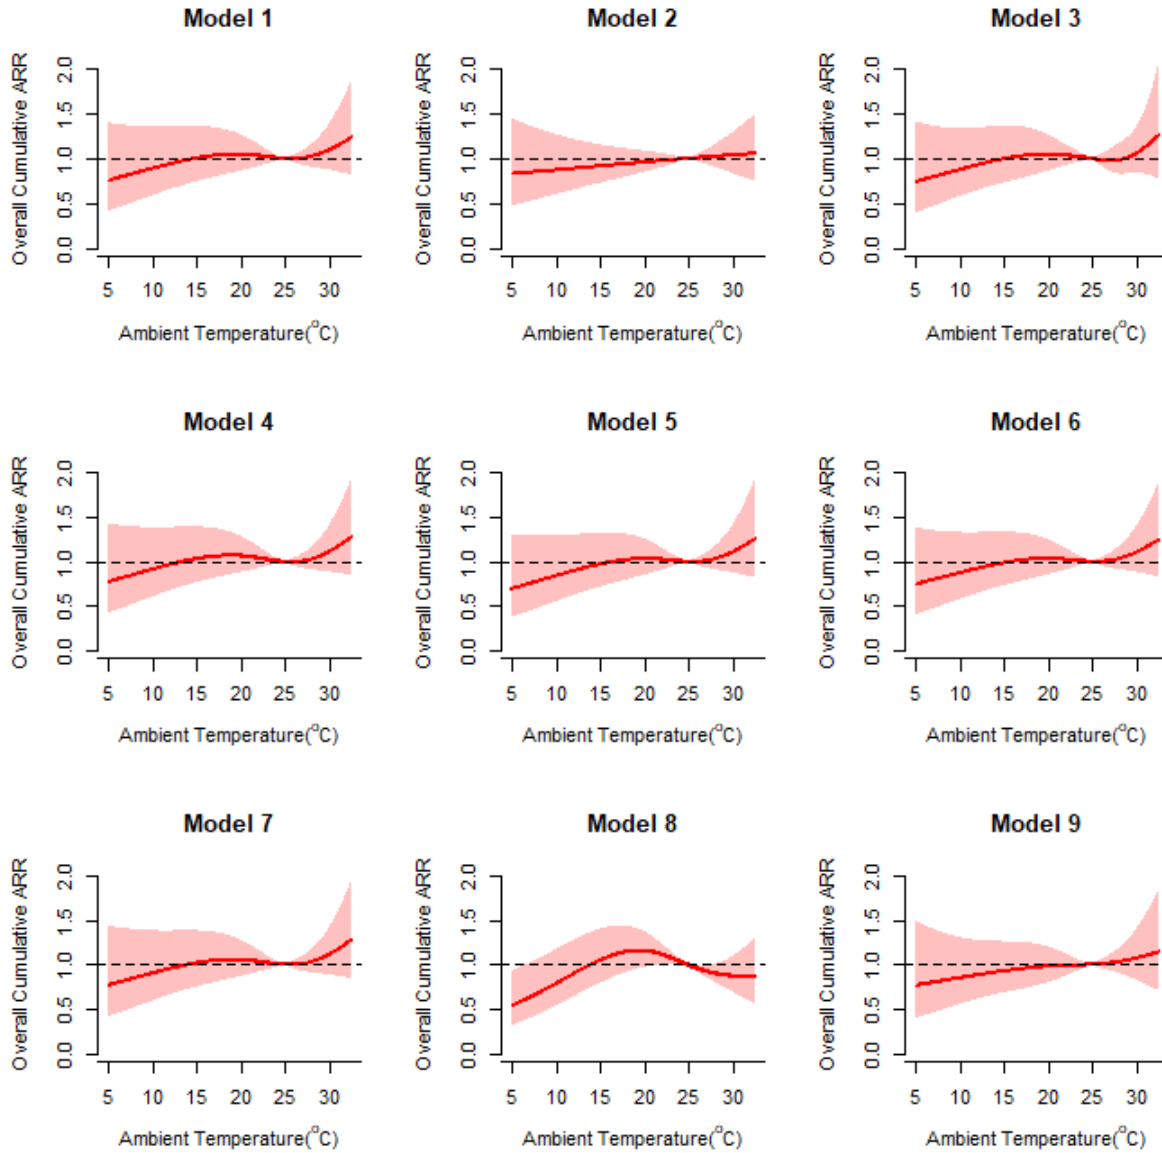 Model 1
Overall Cumulative ARR
2.0
1.5
1.0
0.5
0.0
5 10 15 20 25 30
Ambient Temperature(°C)
Model 2
Overall Cumulative ARR
2.0
1.5
1.0
0.5
0.0
5 10 15 20 25 30
Ambient Temperature(°C)
Model 3
Overall Cumulative ARR
2.0
1.5
1.0
0.5
0.0
5 10 15 20 25 30
Ambient Temperature(°C)
Model 4
Overall Cumulative ARR
2.0
1.5
1.0
0.5
0.0
5 10 15 20 25 30
Ambient Temperature(°C)
Model 5
Overall Cumulative ARR
2.0
1.5
1.0
0.5
0.0
5 10 15 20 25 30
Ambient Temperature(°C)
Model 6
Overall Cumulative ARR
2.0
1.5
1.0
0.5
0.0
5 10 15 20 25 30
Ambient Temperature(°C)
Model 7
Overall Cumulative ARR
2.0
1.5
1.0
0.5
0.0
5 10 15 20 25 30
Ambient Temperature(°C)
Model 8
Overall Cumulative ARR
2.0
1.5
1.0
0.5
0.0
5 10 15 20 25 30
Ambient Temperature(°C)
Model 9
Overall Cumulative ARR
2.0
1.5
1.0
0.5
0.0
5 10 15 20 25 30
Ambient Temperature(°C)